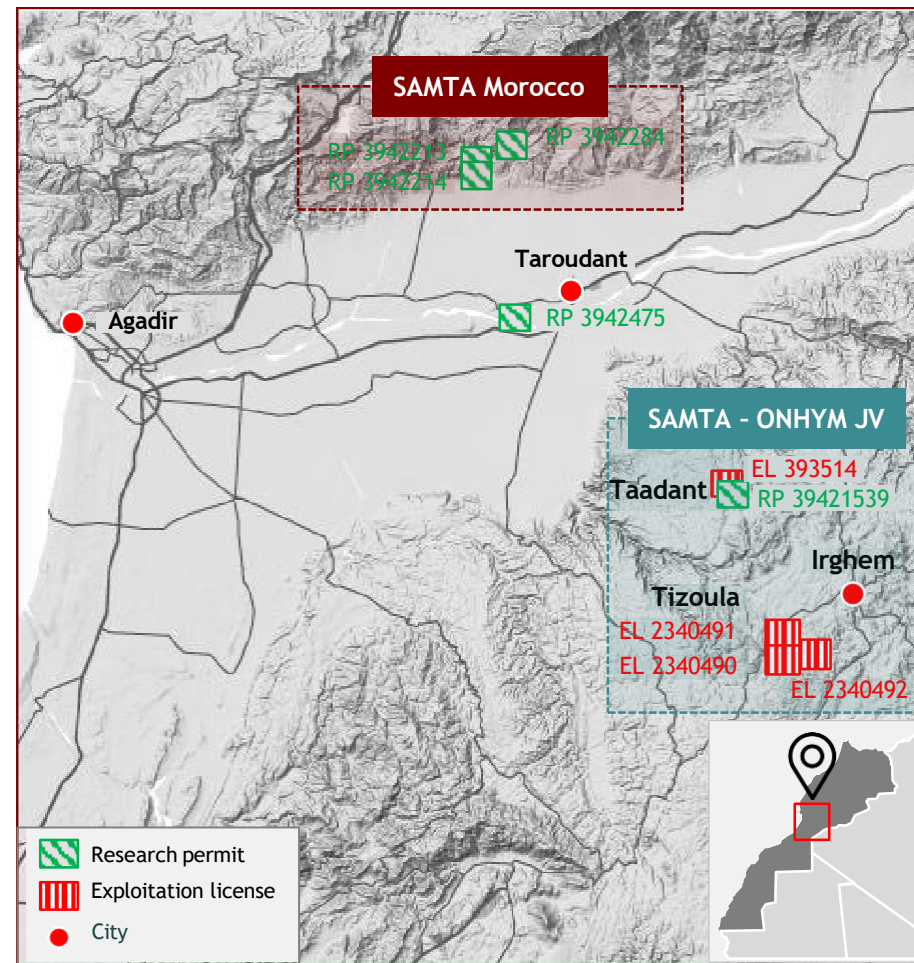 SAMTA Morocco
RP 3942284
RP 3942213
RP 3942214
Taroudant
Agadir
RP 3942475
SAMTA – ONHYM JV
EL 393514
Taadant
RP 39421539
Irghem
Tizoula
EL 2340491
EL 2340490
EL 2340492
Research permit
Exploitation license
City